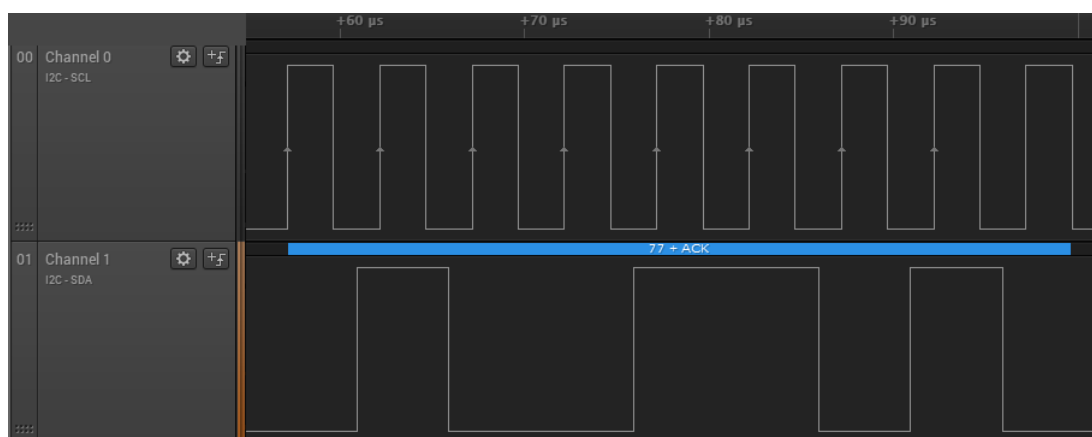 +60 µs +70 µs +80 µs +90 µs
00 Channel 0
I2C - SCL
77 + ACK
01 Channel 1
I2C - SDA